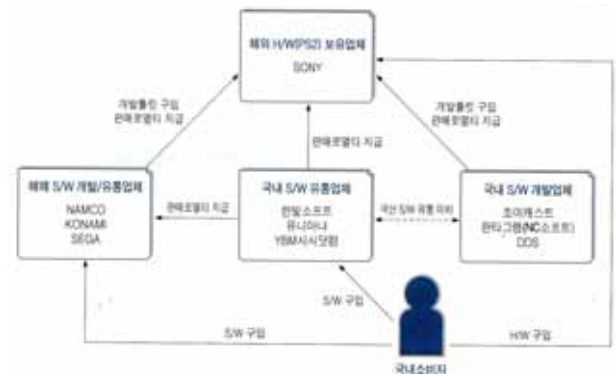 해외 H/W(PS2) 보유업체
SONY
개발툴킷 구입
판매로열티 지급
판매로열티 지급
개발툴킷 구입
판매로열티 지급
해외 S/W 개발/유통업체
NAMCO
KONAMI
SEGA
판매로열티 지급
국내 S/W 유통업체
한빛소프트
유니아나
YBM시사닷컴
국산 S/W 유통
국내 S/W 개발업체
조이캐스트
판타그램(NC소프트)
DDS
S/W 구입
S/W 구입
H/W 구입
국내소비자